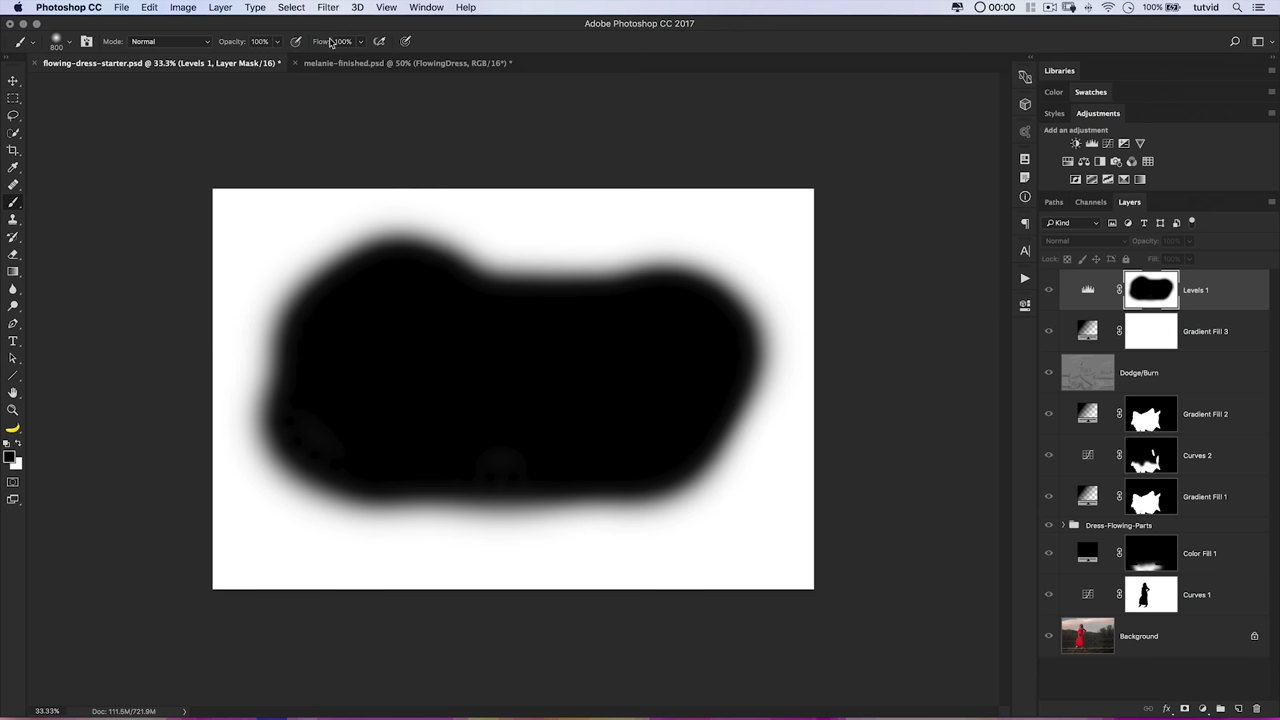 Photoshop CC File Edit Image Layer Type Select Filter 3D View Window Help 00:00 100% tutvid
Adobe Photoshop CC 2017
800 Mode: Normal Opacity: 100% Flow: 100%
flowing-dress-starter.psd @ 33.3% (Levels 1, Layer Mask/16) * melanie-finished.psd @ 50% (FlowingDress, RGB/16*) *
Libraries
Color Swatches
Styles Adjustments
Add an adjustment
Paths Channels Layers
Kind
Normal Opacity: 100%
Lock: Fill: 100%
Levels 1
Gradient Fill 3
Dodge/Burn
Gradient Fill 2
Curves 2
Gradient Fill 1
Dress-Flowing-Parts
Color Fill 1
Curves 1
Background
33.33% Doc: 111.5M/721.9M